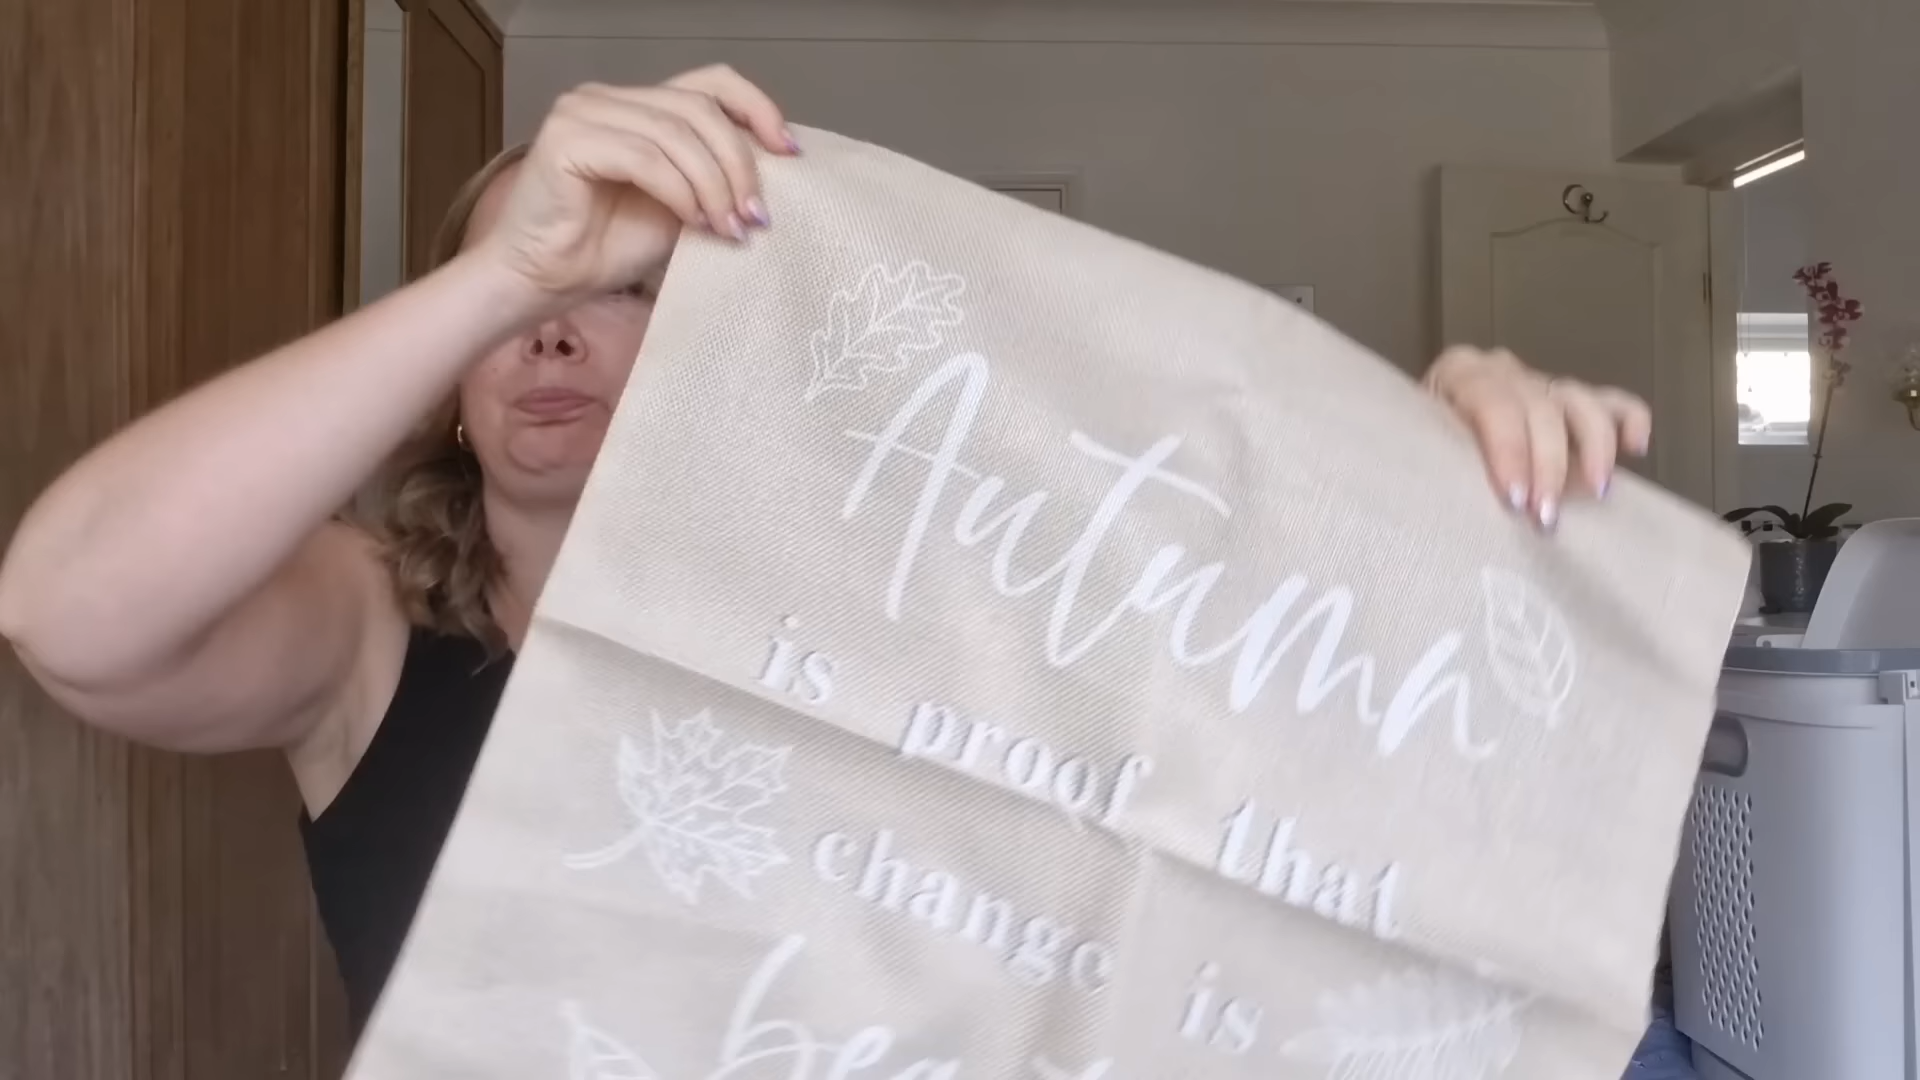 Autumn
is proof that
change is